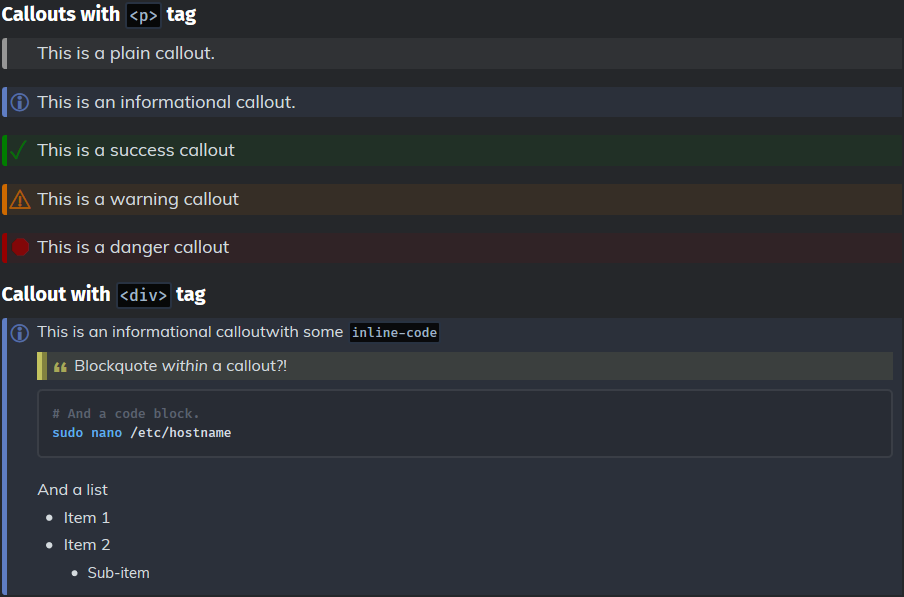 Callouts with <p> tag
This is a plain callout.
This is an informational callout.
This is a success callout
This is a warning callout
This is a danger callout
Callout with <div> tag
This is an informational calloutwith some inline-code
Blockquote within a callout?!
# And a code block.
sudo nano /etc/hostname
And a list
Item 1
Item 2
Sub-item